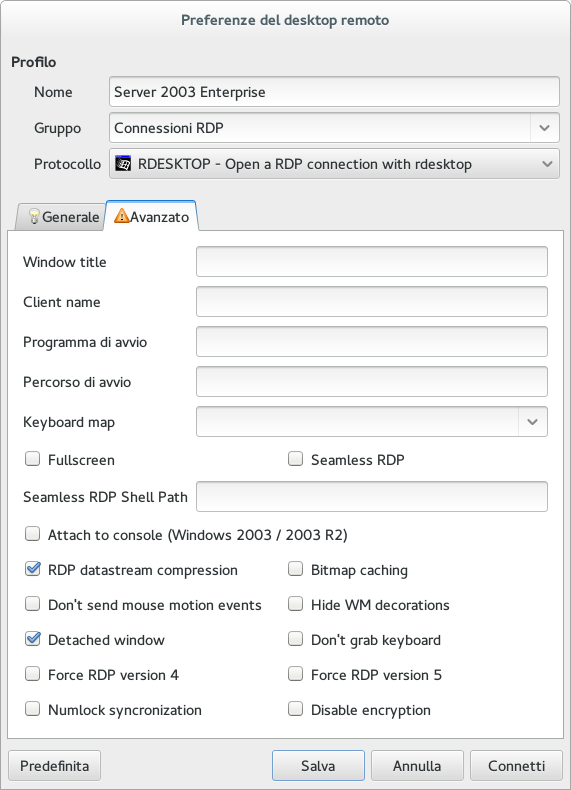 Preferenze del desktop remoto
Profilo
Nome Server 2003 Enterprise
Gruppo Connessioni RDP
Protocollo RDESKTOP - Open a RDP connection with rdesktop
Generale Avanzato
Window title
Client name
Programma di avvio
Percorso di avvio
Keyboard map
Fullscreen Seamless RDP
Seamless RDP Shell Path
Attach to console (Windows 2003 / 2003 R2)
RDP datastream compression Bitmap caching
Don't send mouse motion events Hide WM decorations
Detached window Don't grab keyboard
Force RDP version 4 Force RDP version 5
Numlock syncronization Disable encryption
Predefinita Salva Annulla Connetti